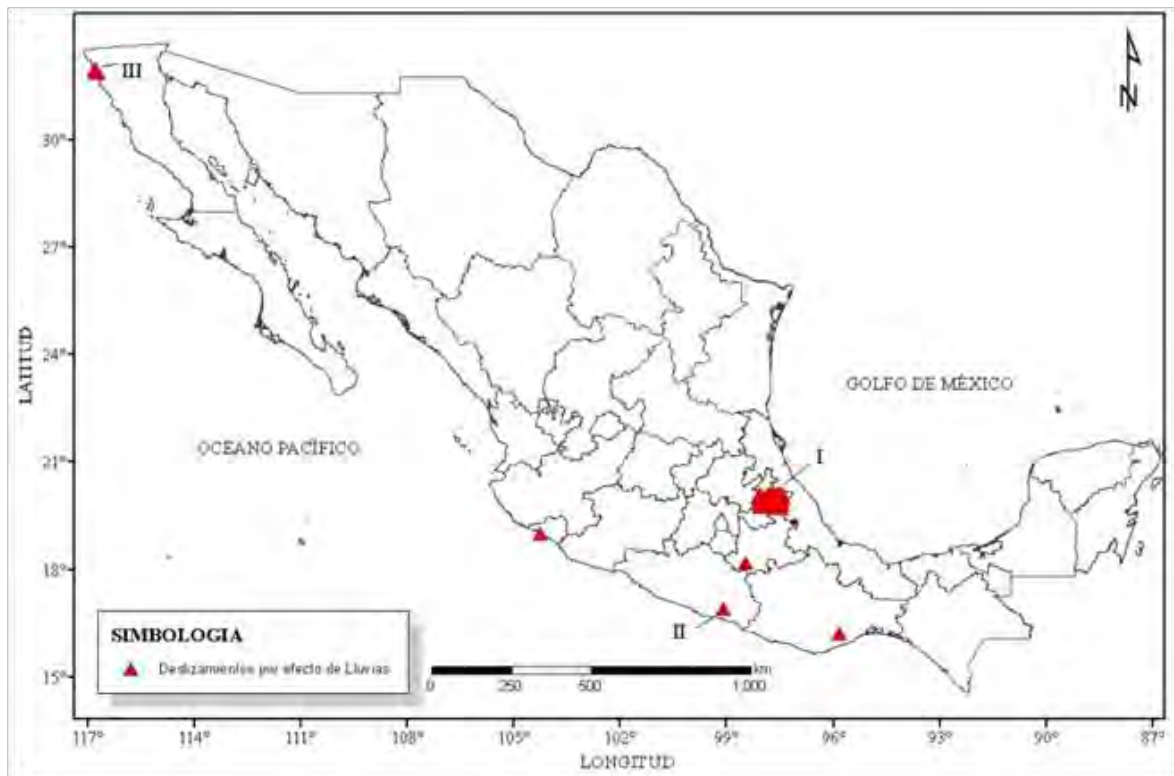 III
N
30°
27°
24°
21°
18°
15°
LATITUD
GOLFO DE MÉXICO
OCEANO PACÍFICO
I
II
SIMBOLOGIA
Deslizamientos por efecto de Lluvias
km
0 250 500 1,000
117° 114° 111° 108° 105° 102° 99° 96° 93° 90° 87°
LONGITUD